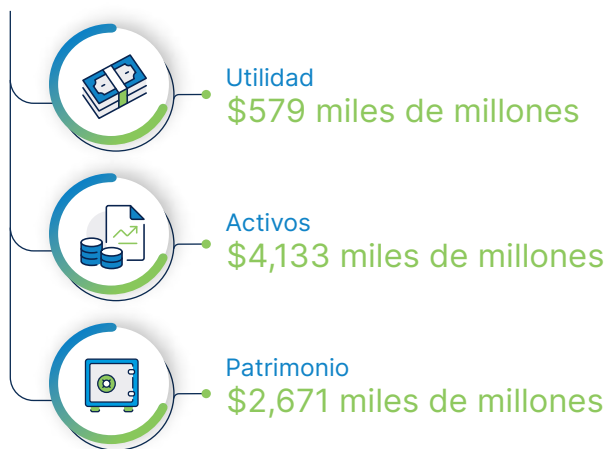 Utilidad
$579 miles de millones
Activos
$4,133 miles de millones
Patrimonio
$2,671 miles de millones